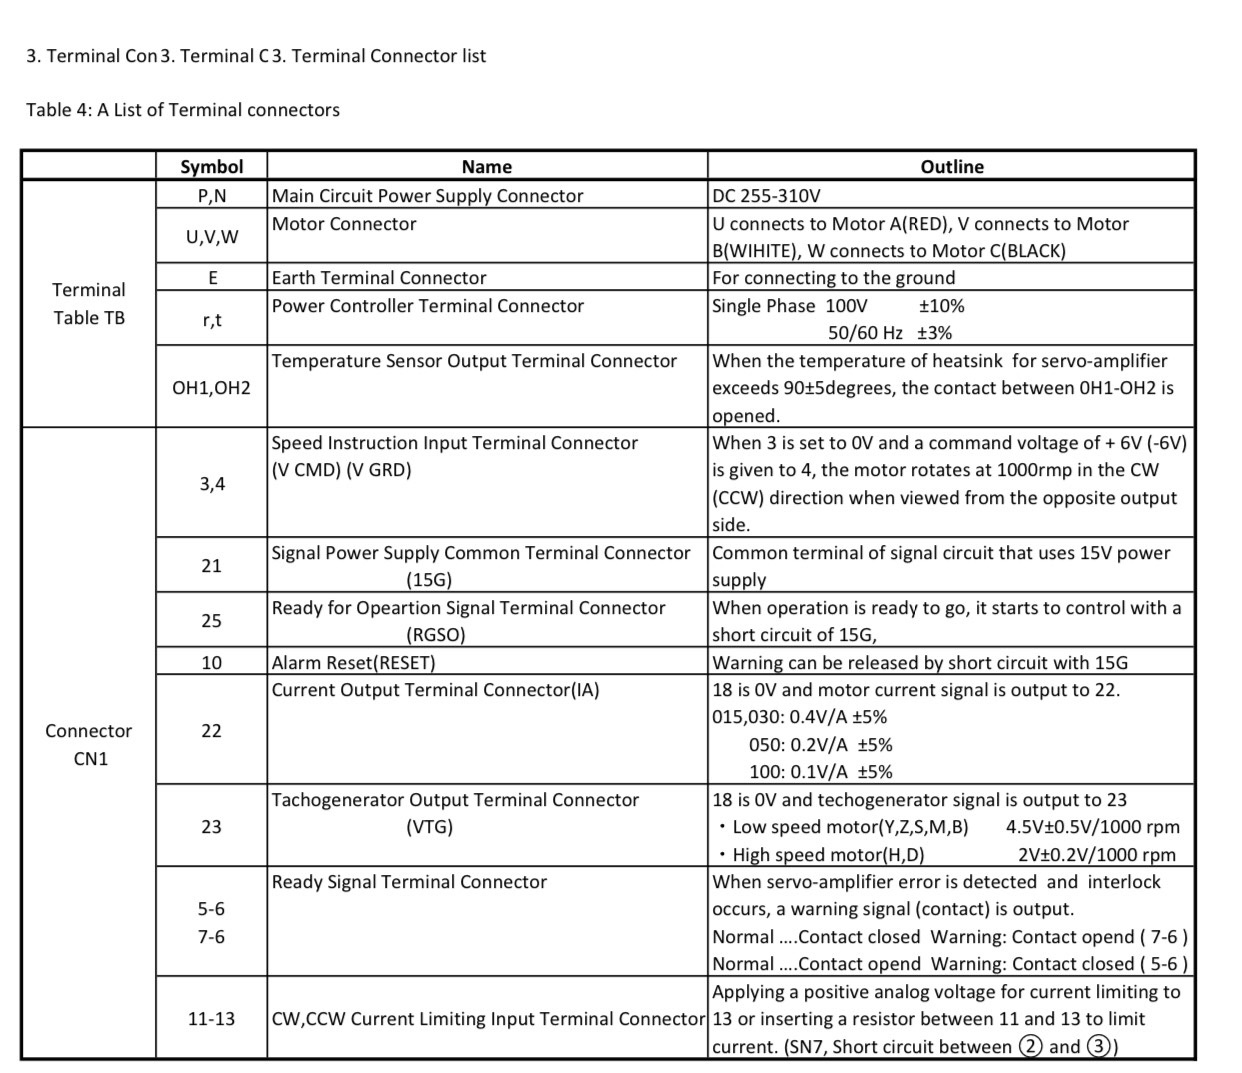 3. Terminal Con 3. Terminal C 3. Terminal Connector list
Table 4: A List of Terminal connectors
Symbol Name Outline
Terminal
Table TB
P,N Main Circuit Power Supply Connector DC 255-310V
U,V,W Motor Connector U connects to Motor A(RED), V connects to Motor
B(WIHITE), W connects to Motor C(BLACK)
E Earth Terminal Connector For connecting to the ground
r,t Power Controller Terminal Connector Single Phase 100V ±10%
50/60 Hz ±3%
OH1,OH2 Temperature Sensor Output Terminal Connector When the temperature of heatsink for servo-amplifier
exceeds 90±5degrees, the contact between 0H1-OH2 is
opened.
Connector
CN1
3,4 Speed Instruction Input Terminal Connector When 3 is set to 0V and a command voltage of + 6V (-6V)
(V CMD) (V GRD) is given to 4, the motor rotates at 1000rmp in the CW
(CCW) direction when viewed from the opposite output
side.
21 Signal Power Supply Common Terminal Connector Common terminal of signal circuit that uses 15V power
(15G) supply
25 Ready for Opeartion Signal Terminal Connector When operation is ready to go, it starts to control with a
(RGSO) short circuit of 15G,
10 Alarm Reset(RESET) Warning can be released by short circuit with 15G
22 Current Output Terminal Connector(IA) 18 is 0V and motor current signal is output to 22.
015,030: 0.4V/A ±5%
050: 0.2V/A ±5%
100: 0.1V/A ±5%
23 Tachogenerator Output Terminal Connector 18 is 0V and techogenerator signal is output to 23
(VTG) ・Low speed motor(Y,Z,S,M,B) 4.5V±0.5V/1000 rpm
・High speed motor(H,D) 2V±0.2V/1000 rpm
5-6
7-6
Ready Signal Terminal Connector When servo-amplifier error is detected and interlock
occurs, a warning signal (contact) is output.
Normal ....Contact closed Warning: Contact opend ( 7-6 )
Normal ....Contact opend Warning: Contact closed ( 5-6 )
11-13 CW,CCW Current Limiting Input Terminal Connector Applying a positive analog voltage for current limiting to
13 or inserting a resistor between 11 and 13 to limit
current. (SN7, Short circuit between ② and ③)